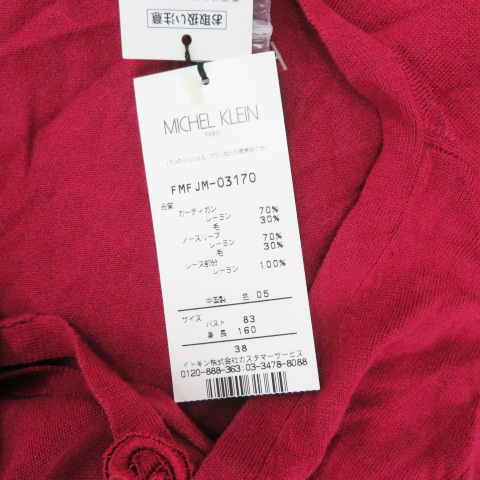 お取扱い注意
MICHEL KLEIN
PARIS
FMFJM-03170
品質
カーディガン
レーヨン 70%
毛 30%
ノースリーブ
レーヨン 70%
毛 30%
レース部分
レーヨン 100%
中国製 色 05
サイズ
バスト 83
身長 160
38
イトキン株式会社カスタマーサービス
0120-888-363:03-3478-8088